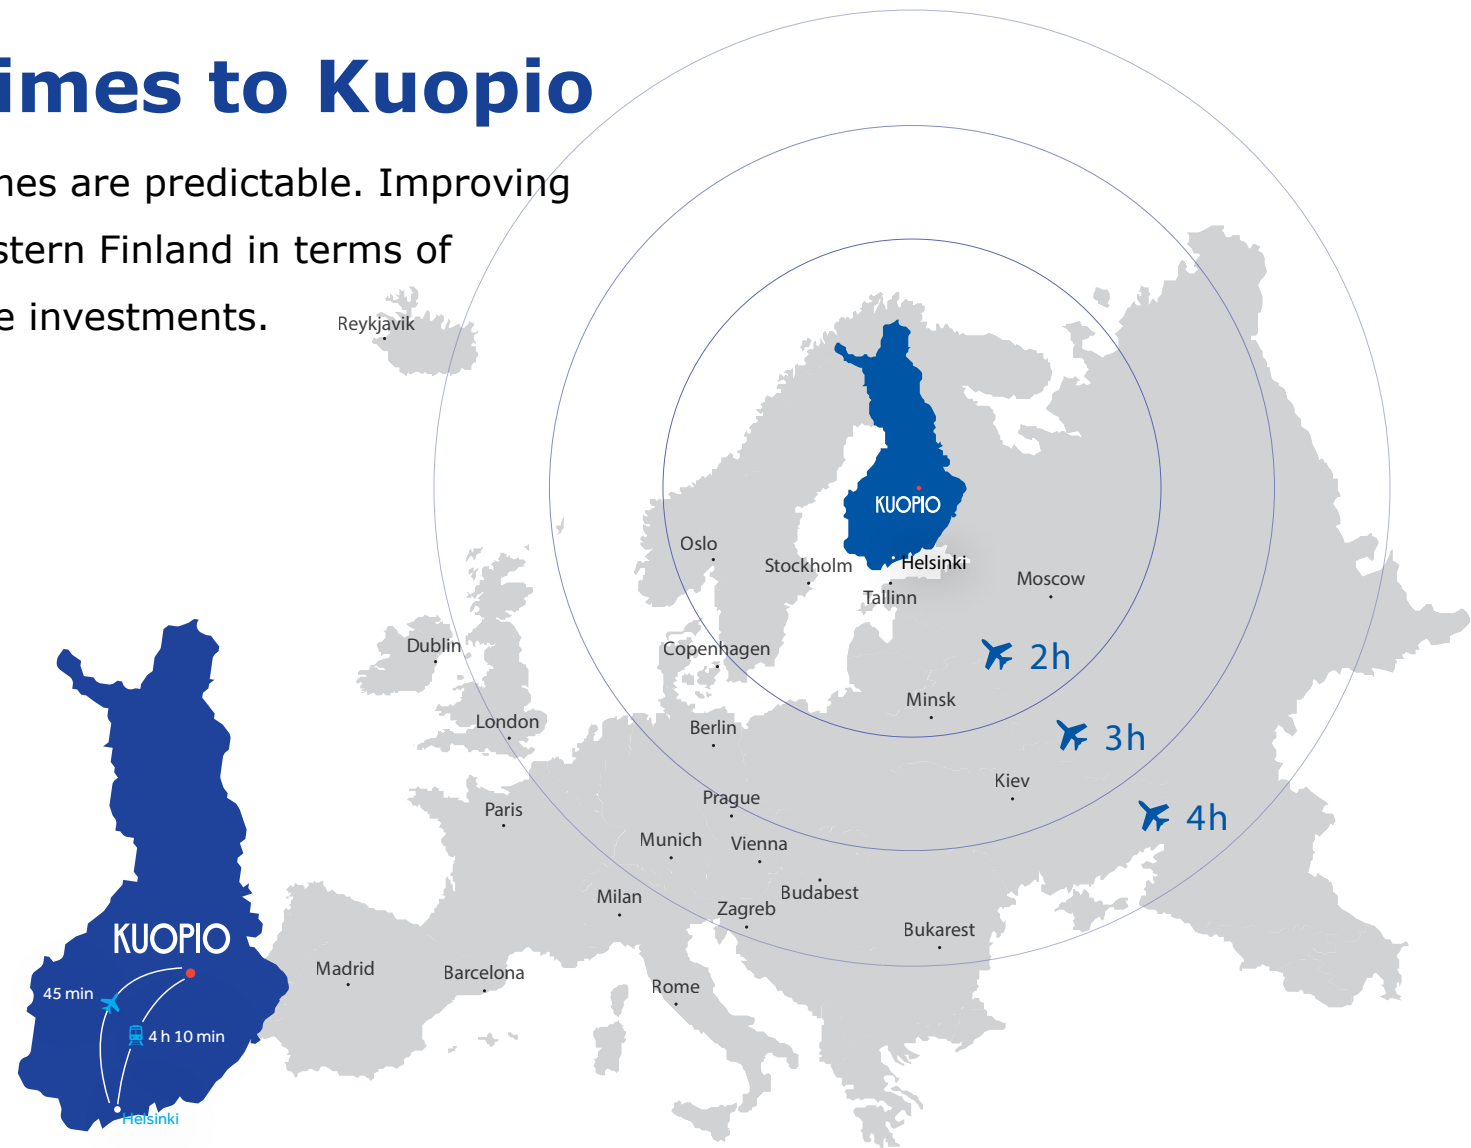 imes to Kuopio
nes are predictable. Improving
stern Finland in terms of
e investments.
Reykjavik
KUOPIO
Oslo
Stockholm
Helsinki
Moscow
Tallinn
Dublin
Copenhagen
2h
Minsk
London
Berlin
3h
Kiev
Prague
Paris
4h
Munich
Vienna
Budabest
Milan
Zagreb
Bukarest
KUOPIO
Madrid
Barcelona
Rome
45 min
4 h 10 min
Helsinki